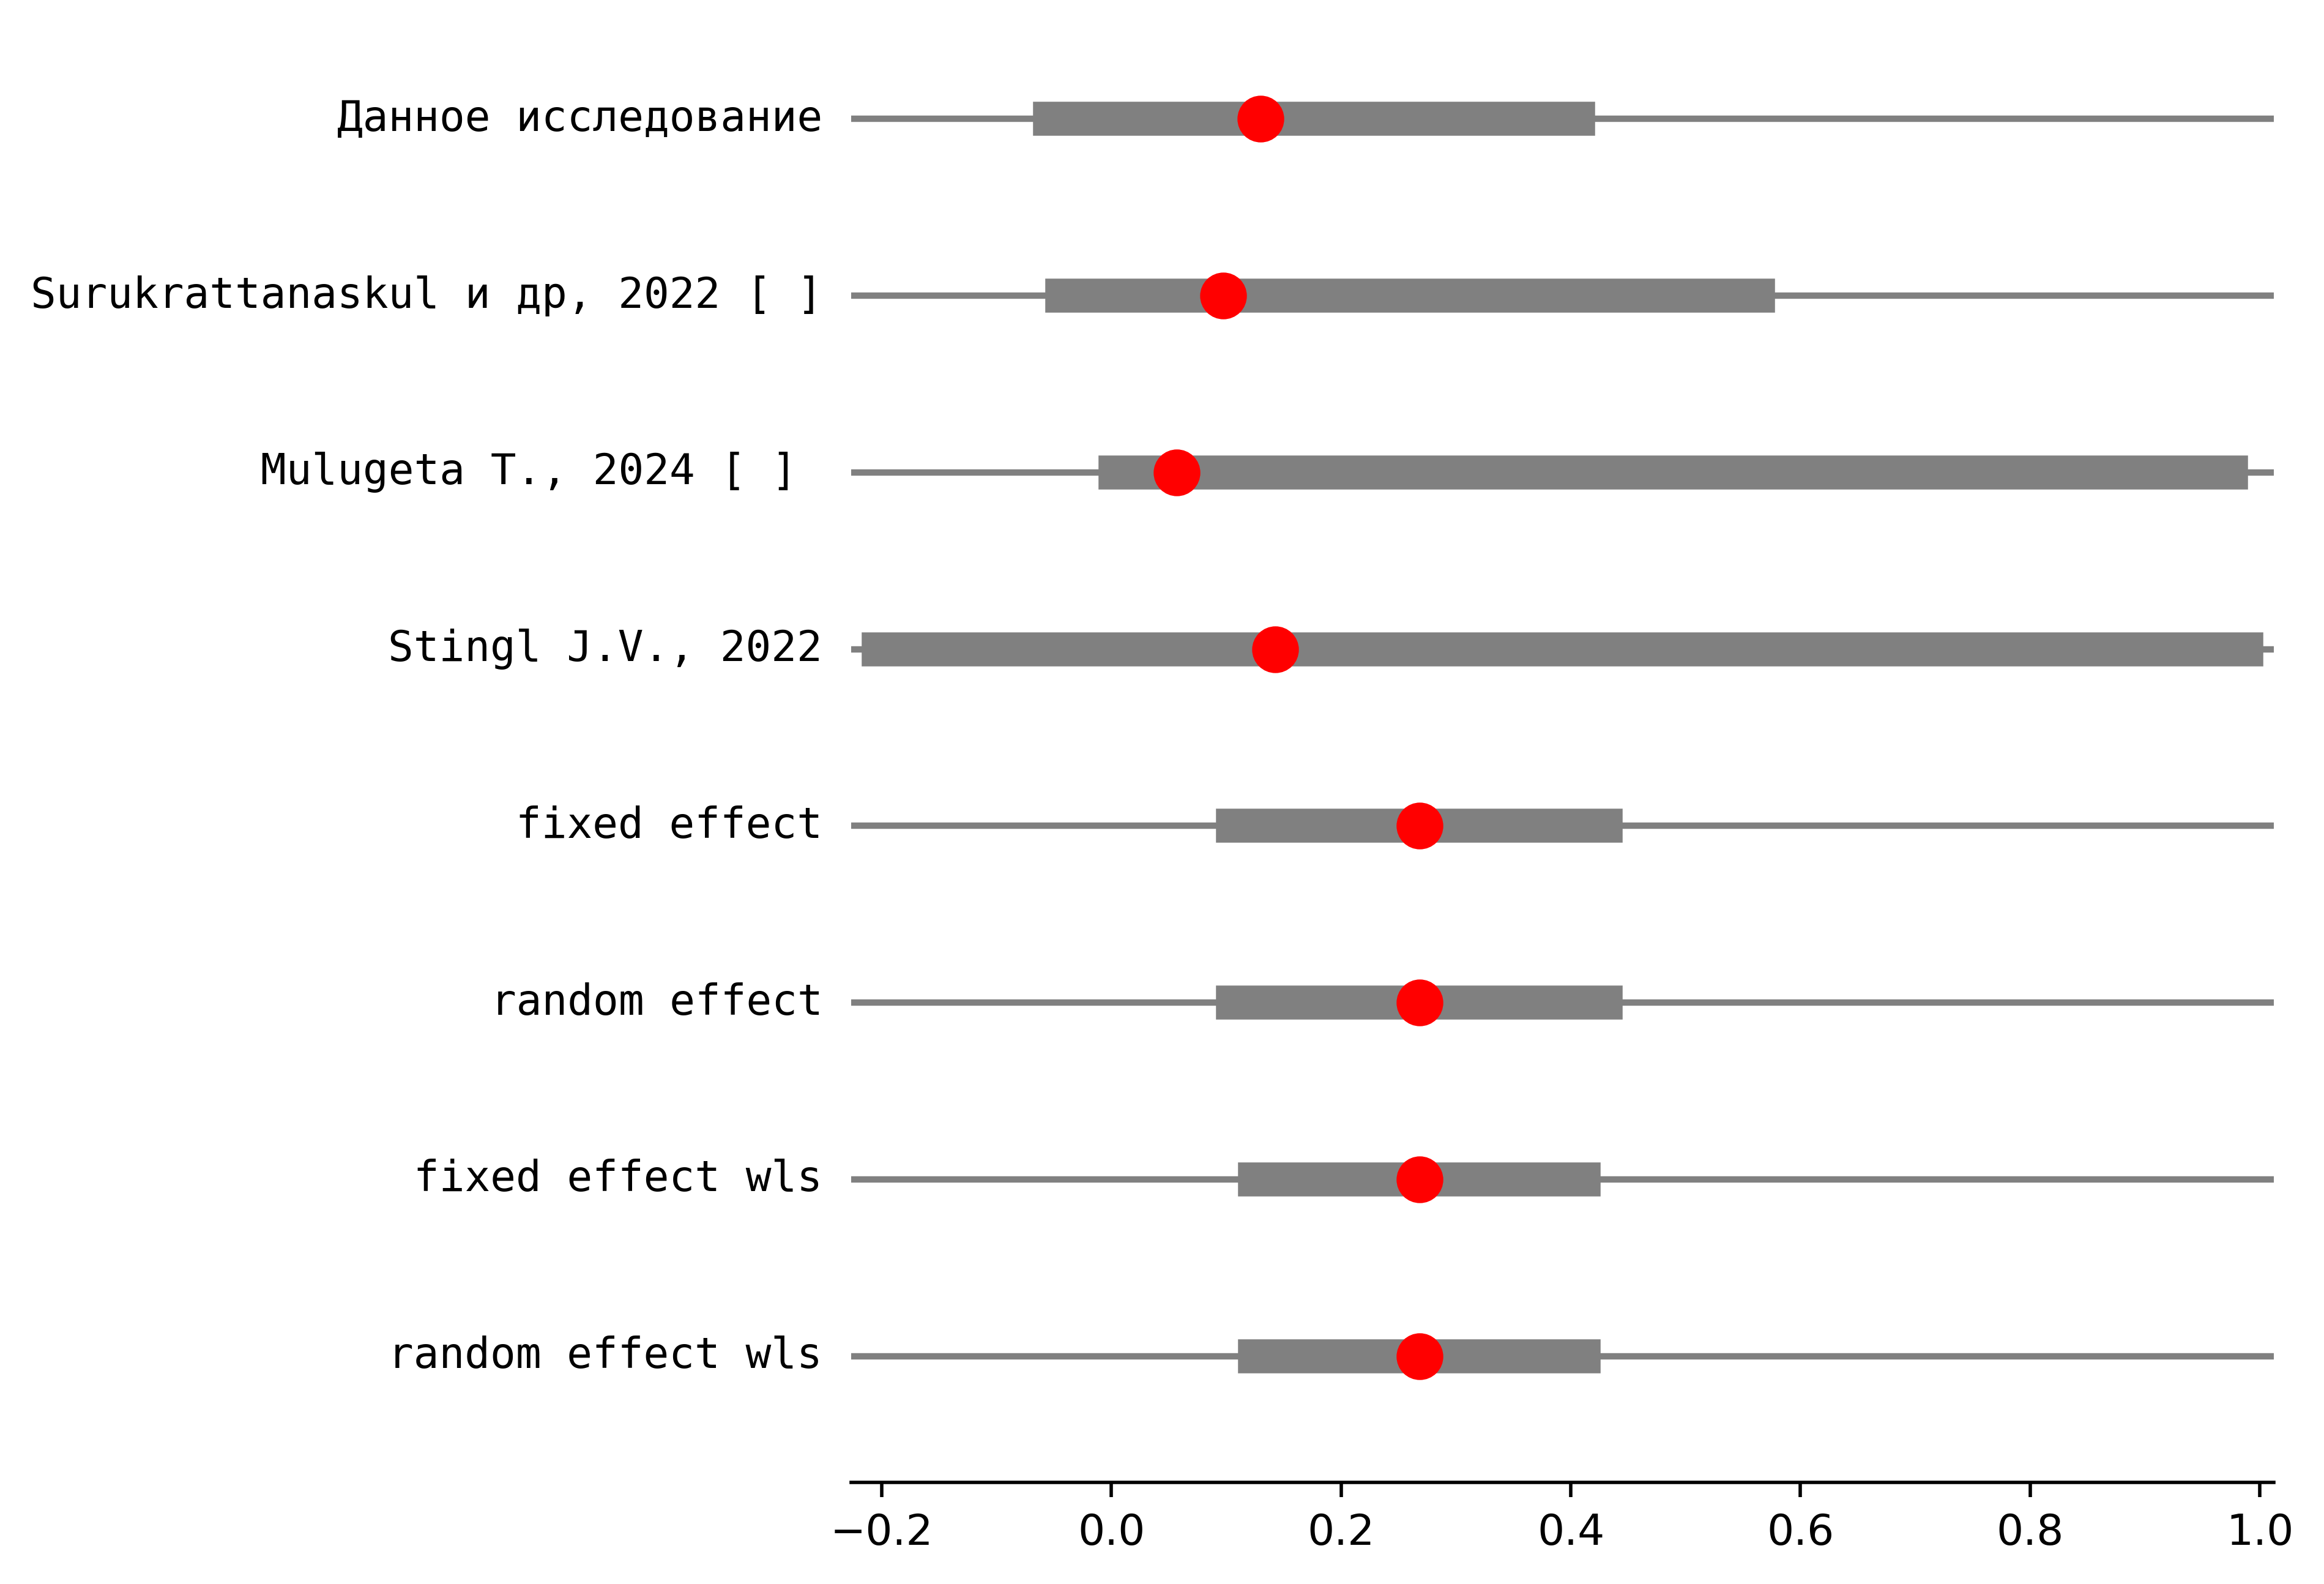 Данное исследование
Surukrattanaskul и др, 2022 [ ]
Mulugeta T., 2024 [ ]
Stingl J.V., 2022
fixed effect
random effect
fixed effect wls
random effect wls
−0.2 0.0 0.2 0.4 0.6 0.8 1.0